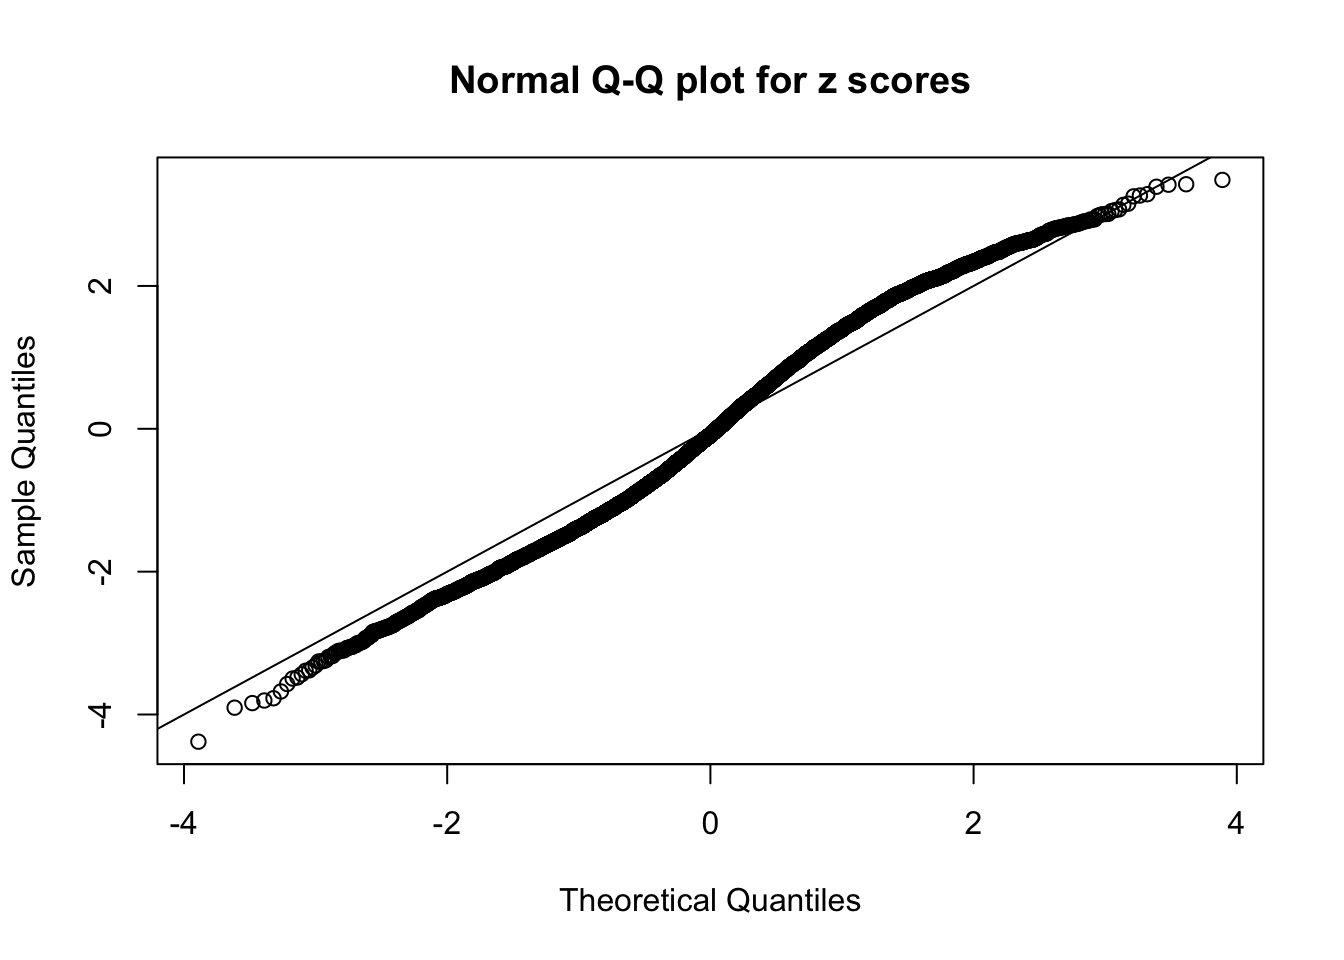 Normal Q-Q plot for z scores
Sample Quantiles
2
0
-2
-4
-4 -2 0 2 4
Theoretical Quantiles